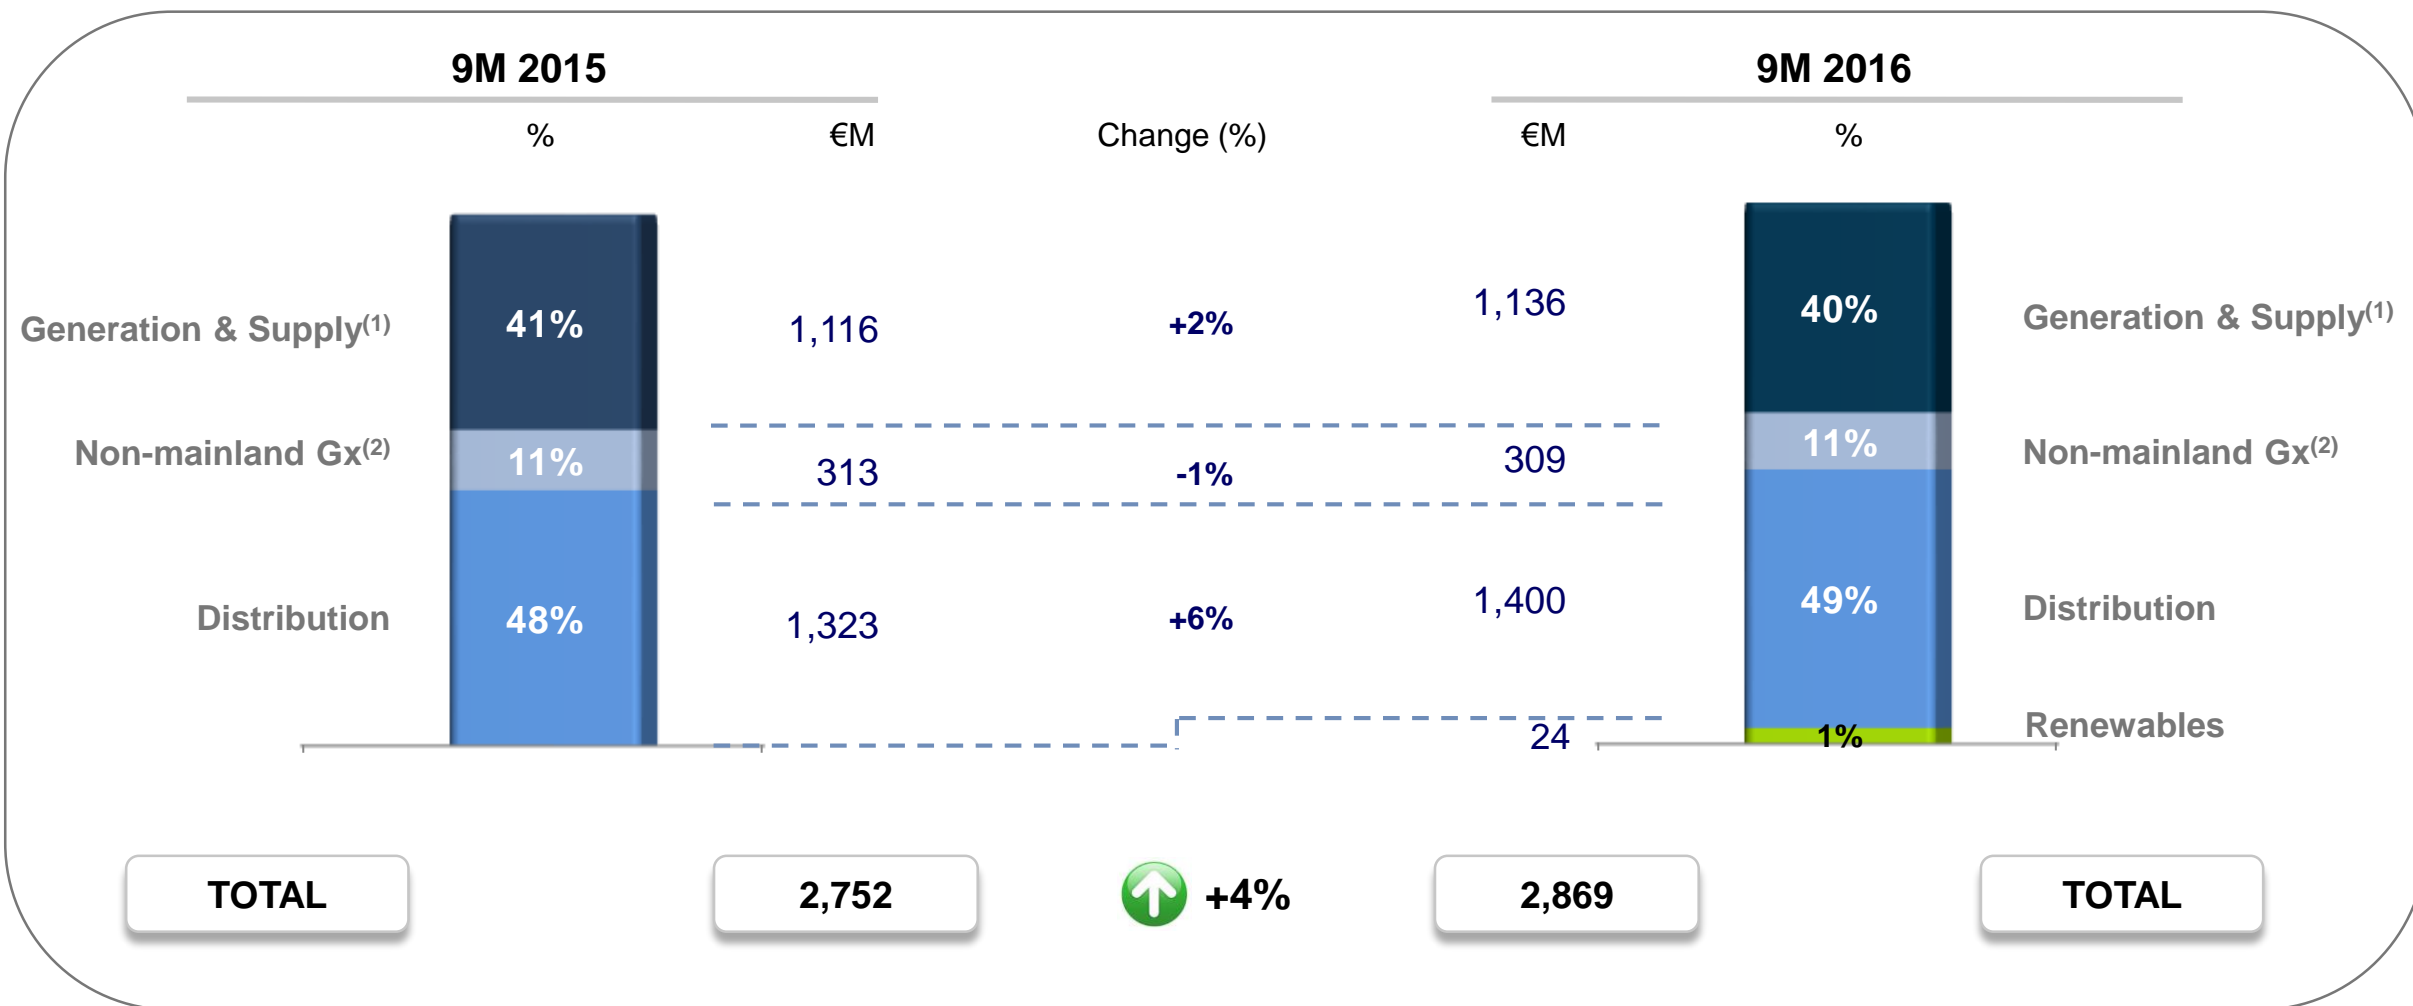 9M 2015
9M 2016
% €M Change (%) €M %
Generation & Supply(1) 41% 1,116 +2% 1,136 40% Generation & Supply(1)
Non-mainland Gx(2) 11% 313 -1% 309 11% Non-mainland Gx(2)
Distribution 48% 1,323 +6% 1,400 49% Distribution
24 1% Renewables
TOTAL 2,752 +4% 2,869 TOTAL